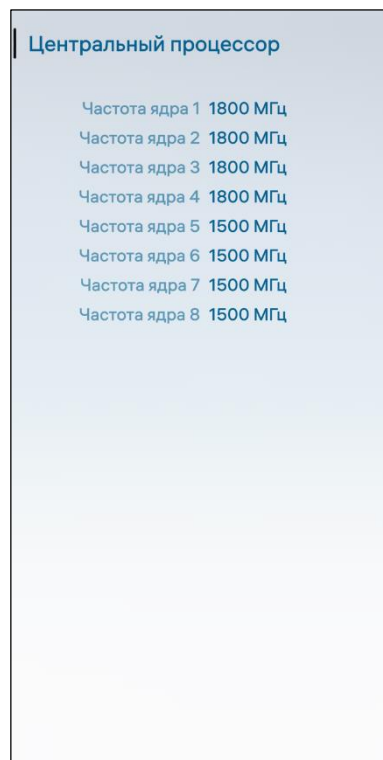 Центральный процессор
Частота ядра 1 1800 МГц
Частота ядра 2 1800 МГц
Частота ядра 3 1800 МГц
Частота ядра 4 1800 МГц
Частота ядра 5 1500 МГц
Частота ядра 6 1500 МГц
Частота ядра 7 1500 МГц
Частота ядра 8 1500 МГц